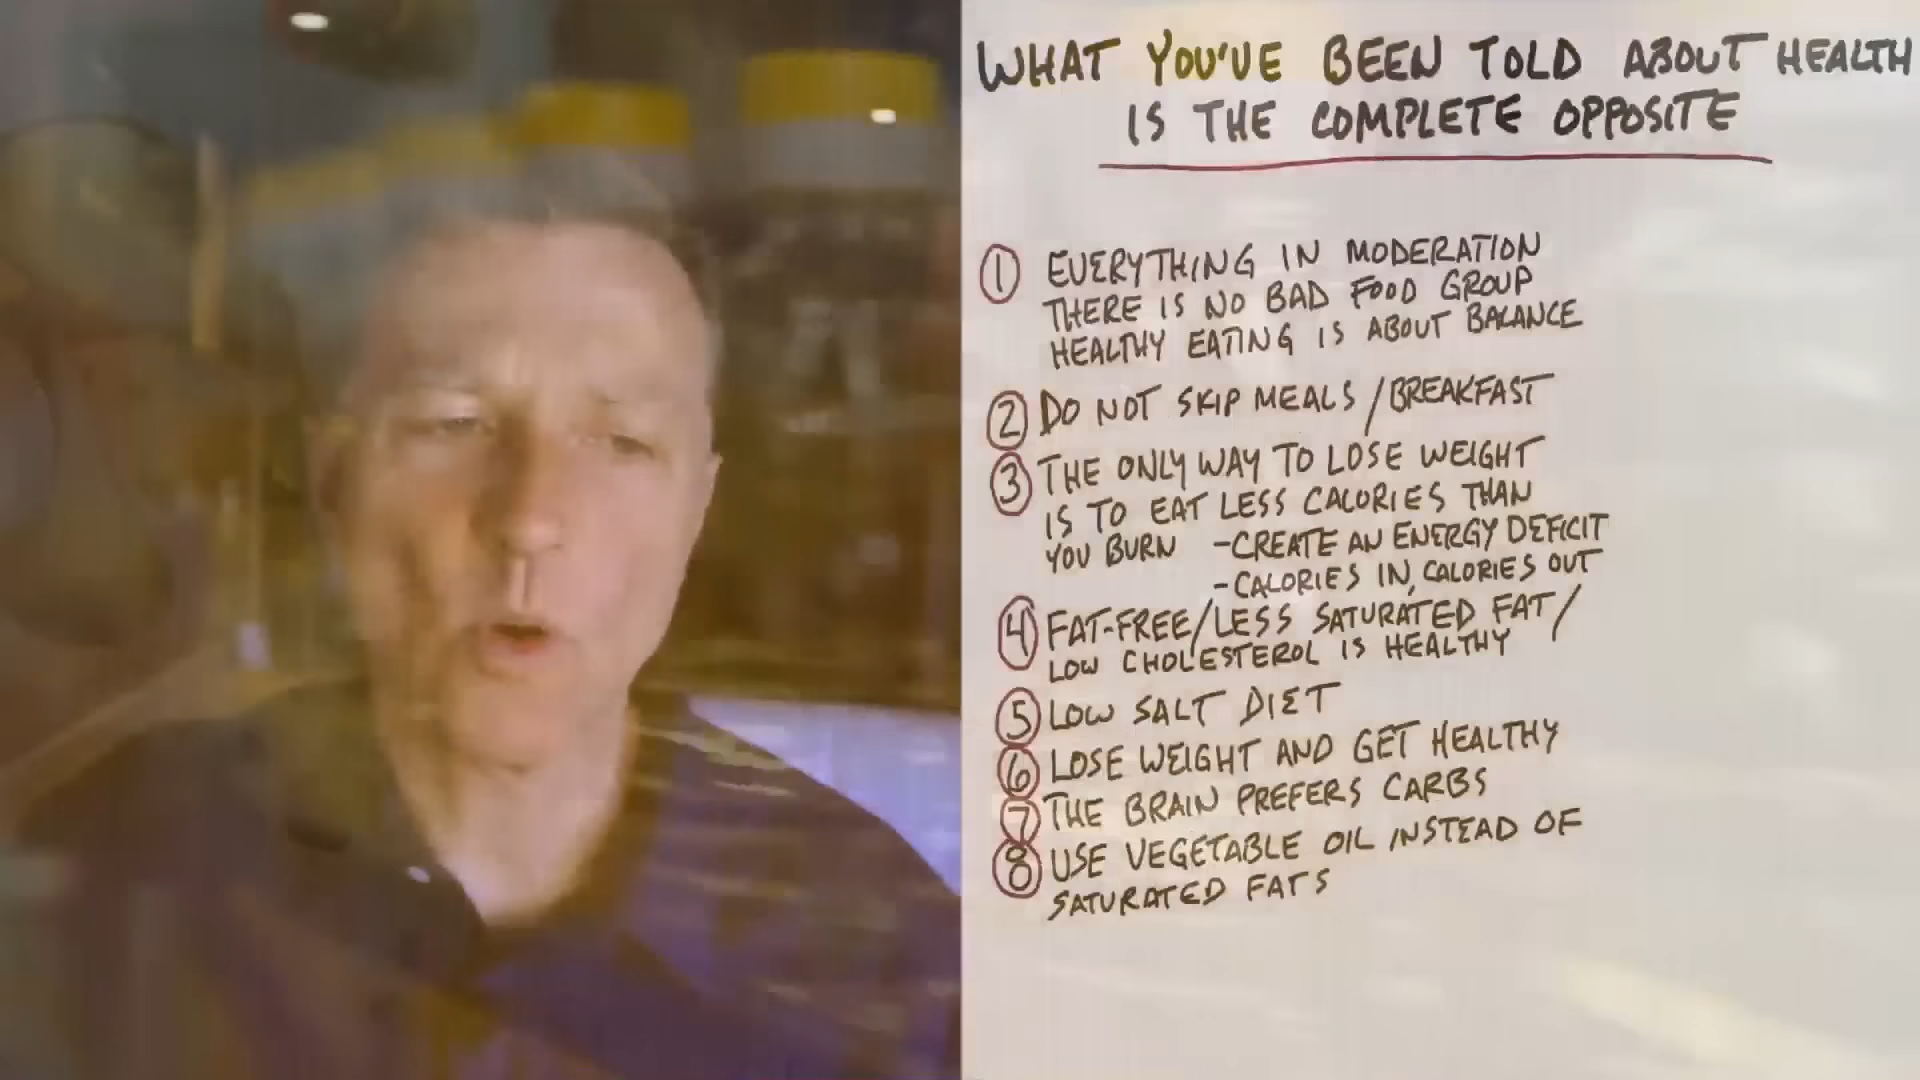 WHAT YOU'VE BEEN TOLD ABOUT HEALTH
IS THE COMPLETE OPPOSITE
1 EVERYTHING IN MODERATION
THERE IS NO BAD FOOD GROUP
HEALTHY EATING IS ABOUT BALANCE
2 DO NOT SKIP MEALS/BREAKFAST
3 THE ONLY WAY TO LOSE WEIGHT
IS TO EAT LESS CALORIES THAN
YOU BURN -CREATE AN ENERGY DEFICIT
-CALORIES IN, CALORIES OUT
4 FAT-FREE/LESS SATURATED FAT/
LOW CHOLESTEROL IS HEALTHY
5 LOW SALT DIET
6 LOSE WEIGHT AND GET HEALTHY
7 THE BRAIN PREFERS CARBS
8 USE VEGETABLE OIL INSTEAD OF
SATURATED FATS